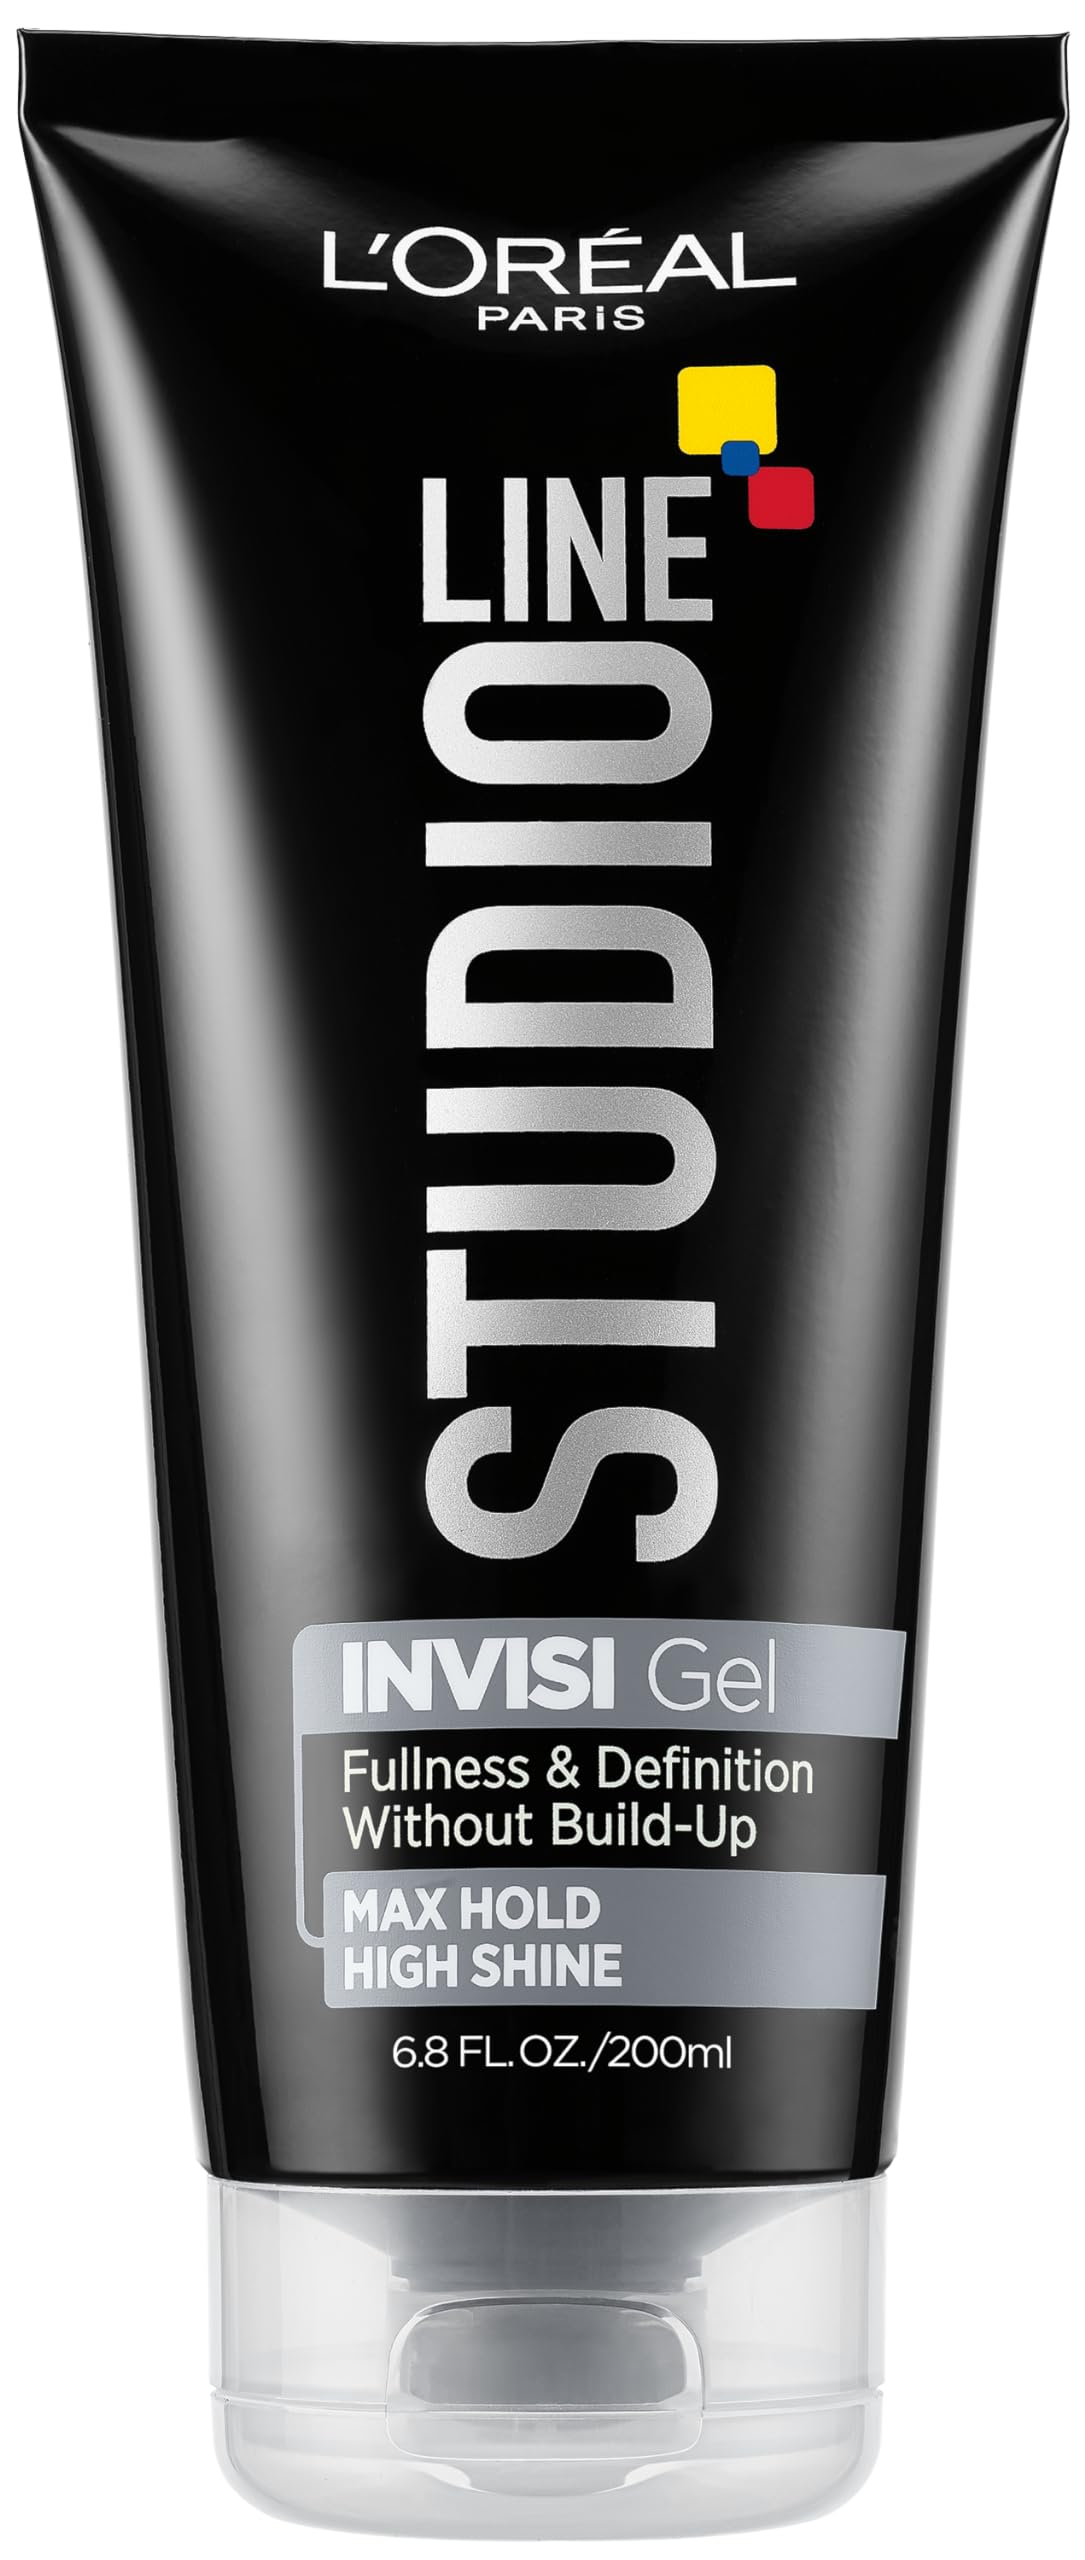 L'ORÉAL
PARiS
STUDIO LINE
INVISI Gel
Fullness & Definition
Without Build-Up
MAX HOLD
HIGH SHINE
6.8 FL. OZ./200ml